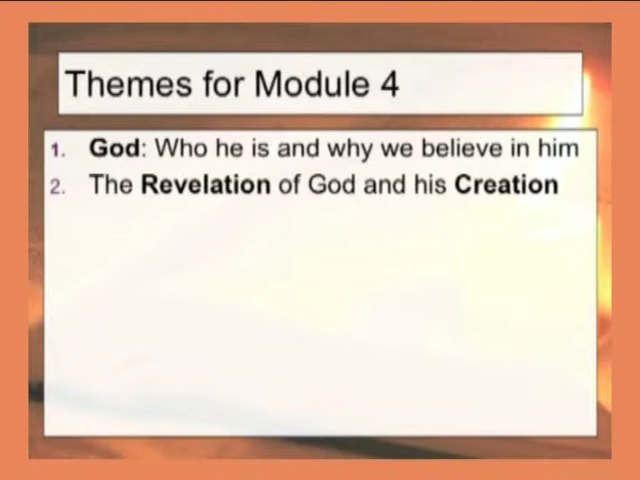 Themes for Module 4
1. God: Who he is and why we believe in him
2. The Revelation of God and his Creation